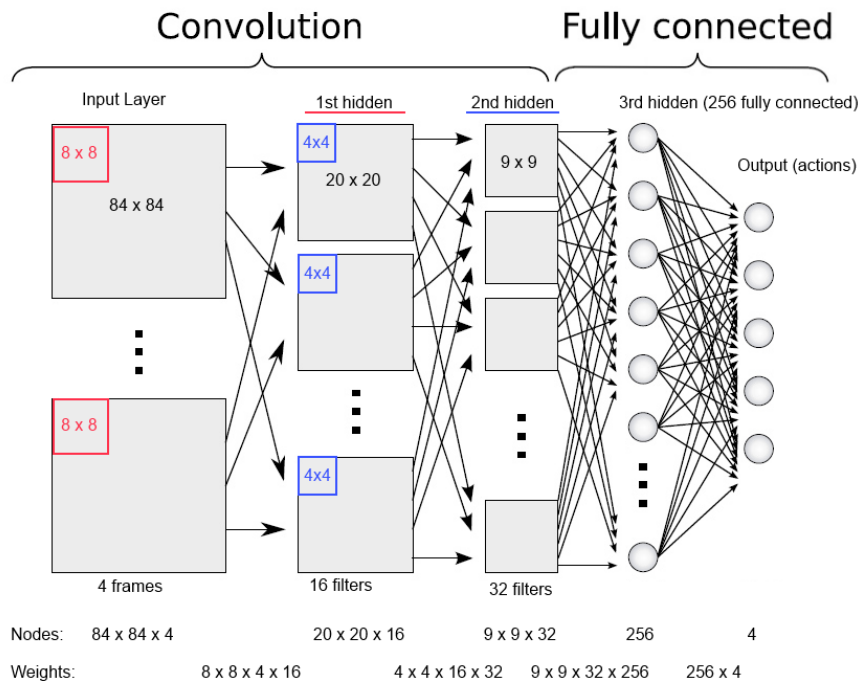 Convolution Fully connected
Input Layer 1st hidden 2nd hidden 3rd hidden (256 fully connected)
Output (actions)
8 x 8 4x4 9 x 9
84 x 84 20 x 20
4x4
8 x 8
4x4
4 frames 16 filters 32 filters
Nodes: 84 x 84 x 4 20 x 20 x 16 9 x 9 x 32 256 4
Weights: 8 x 8 x 4 x 16 4 x 4 x 16 x 32 9 x 9 x 32 x 256 256 x 4